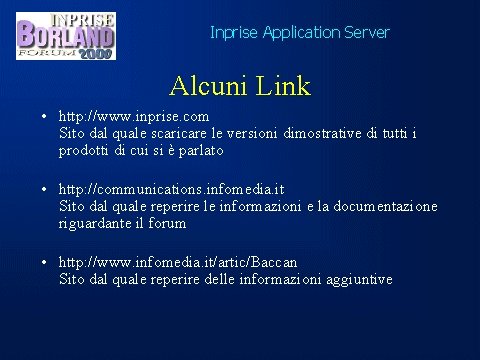 INPRISE
BORLAND
FORUM 2000
Inprise Application Server
Alcuni Link
• http://www.inprise.com
Sito dal quale scaricare le versioni dimostrative di tutti i
prodotti di cui si è parlato
• http://communications.infomedia.it
Sito dal quale reperire le informazioni e la documentazione
riguardante il forum
• http://www.infomedia.it/artic/Baccan
Sito dal quale reperire delle informazioni aggiuntive